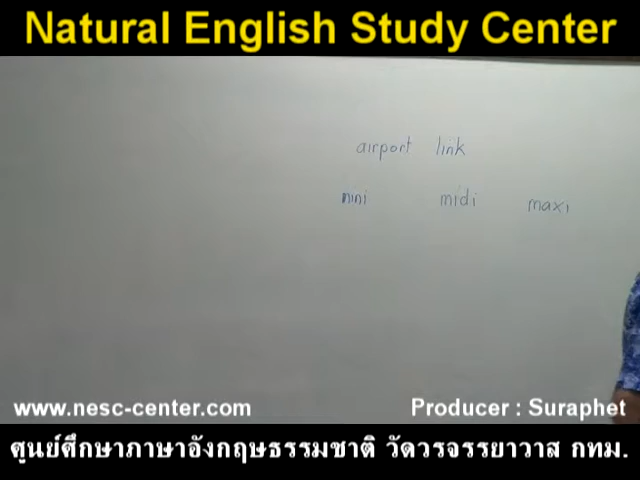 Natural English Study Center
airport link
mini midi maxi
www.nesc-center.com Producer : Suraphet
ศูนย์ศึกษาภาษาอังกฤษธรรมชาติ วัดวรจรรยาวาส กทม.